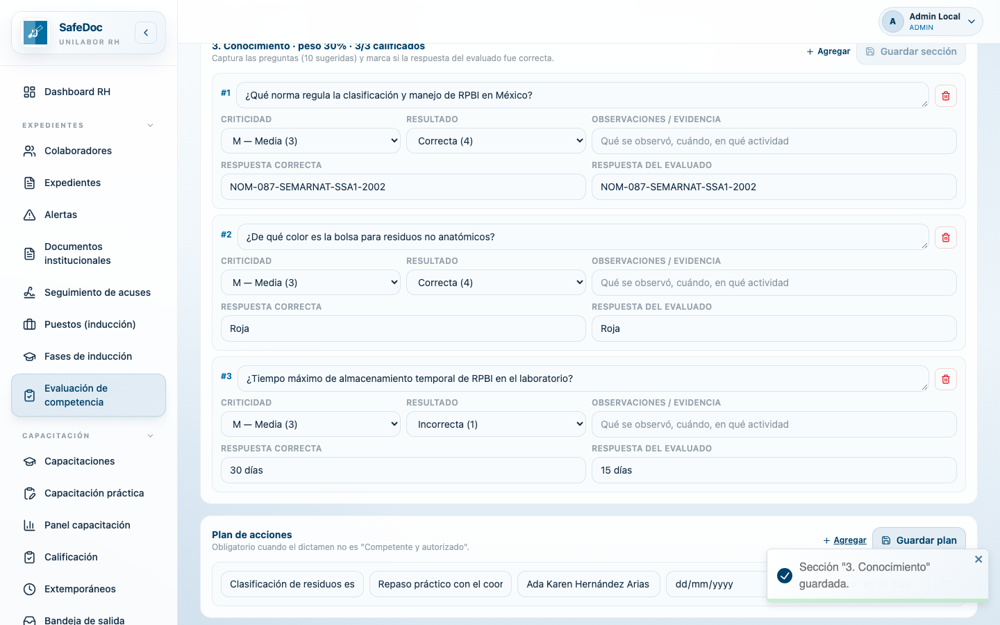 SafeDoc
UNILABOR RH
A
Admin Local
ADMIN
Dashboard RH
EXPEDIENTES
Colaboradores
Expedientes
Alertas
Documentos
institucionales
Seguimiento de acuses
Puestos (inducción)
Fases de inducción
Evaluación de
competencia
CAPACITACIÓN
Capacitaciones
Capacitación práctica
Panel capacitación
Calificación
Extemporáneos
Bandeja de salida
3. Conocimiento · peso 30% · 3/3 calificados
Captura las preguntas (10 sugeridas) y marca si la respuesta del evaluado fue correcta.
+ Agregar
Guardar sección
#1
¿Qué norma regula la clasificación y manejo de RPBI en México?
CRITICIDAD
RESULTADO
OBSERVACIONES / EVIDENCIA
M — Media (3)
Correcta (4)
Qué se observó, cuándo, en qué actividad
RESPUESTA CORRECTA
RESPUESTA DEL EVALUADO
NOM-087-SEMARNAT-SSA1-2002
NOM-087-SEMARNAT-SSA1-2002
#2
¿De qué color es la bolsa para residuos no anatómicos?
CRITICIDAD
RESULTADO
OBSERVACIONES / EVIDENCIA
M — Media (3)
Correcta (4)
Qué se observó, cuándo, en qué actividad
RESPUESTA CORRECTA
RESPUESTA DEL EVALUADO
Roja
Roja
#3
¿Tiempo máximo de almacenamiento temporal de RPBI en el laboratorio?
CRITICIDAD
RESULTADO
OBSERVACIONES / EVIDENCIA
M — Media (3)
Incorrecta (1)
Qué se observó, cuándo, en qué actividad
RESPUESTA CORRECTA
RESPUESTA DEL EVALUADO
30 días
15 días
Plan de acciones
Obligatorio cuando el dictamen no es "Competente y autorizado".
+ Agregar
Guardar plan
Clasificación de residuos es
Repaso práctico con el coor
Ada Karen Hernández Arias
dd/mm/yyyy
Sección "3. Conocimiento"
guardada.